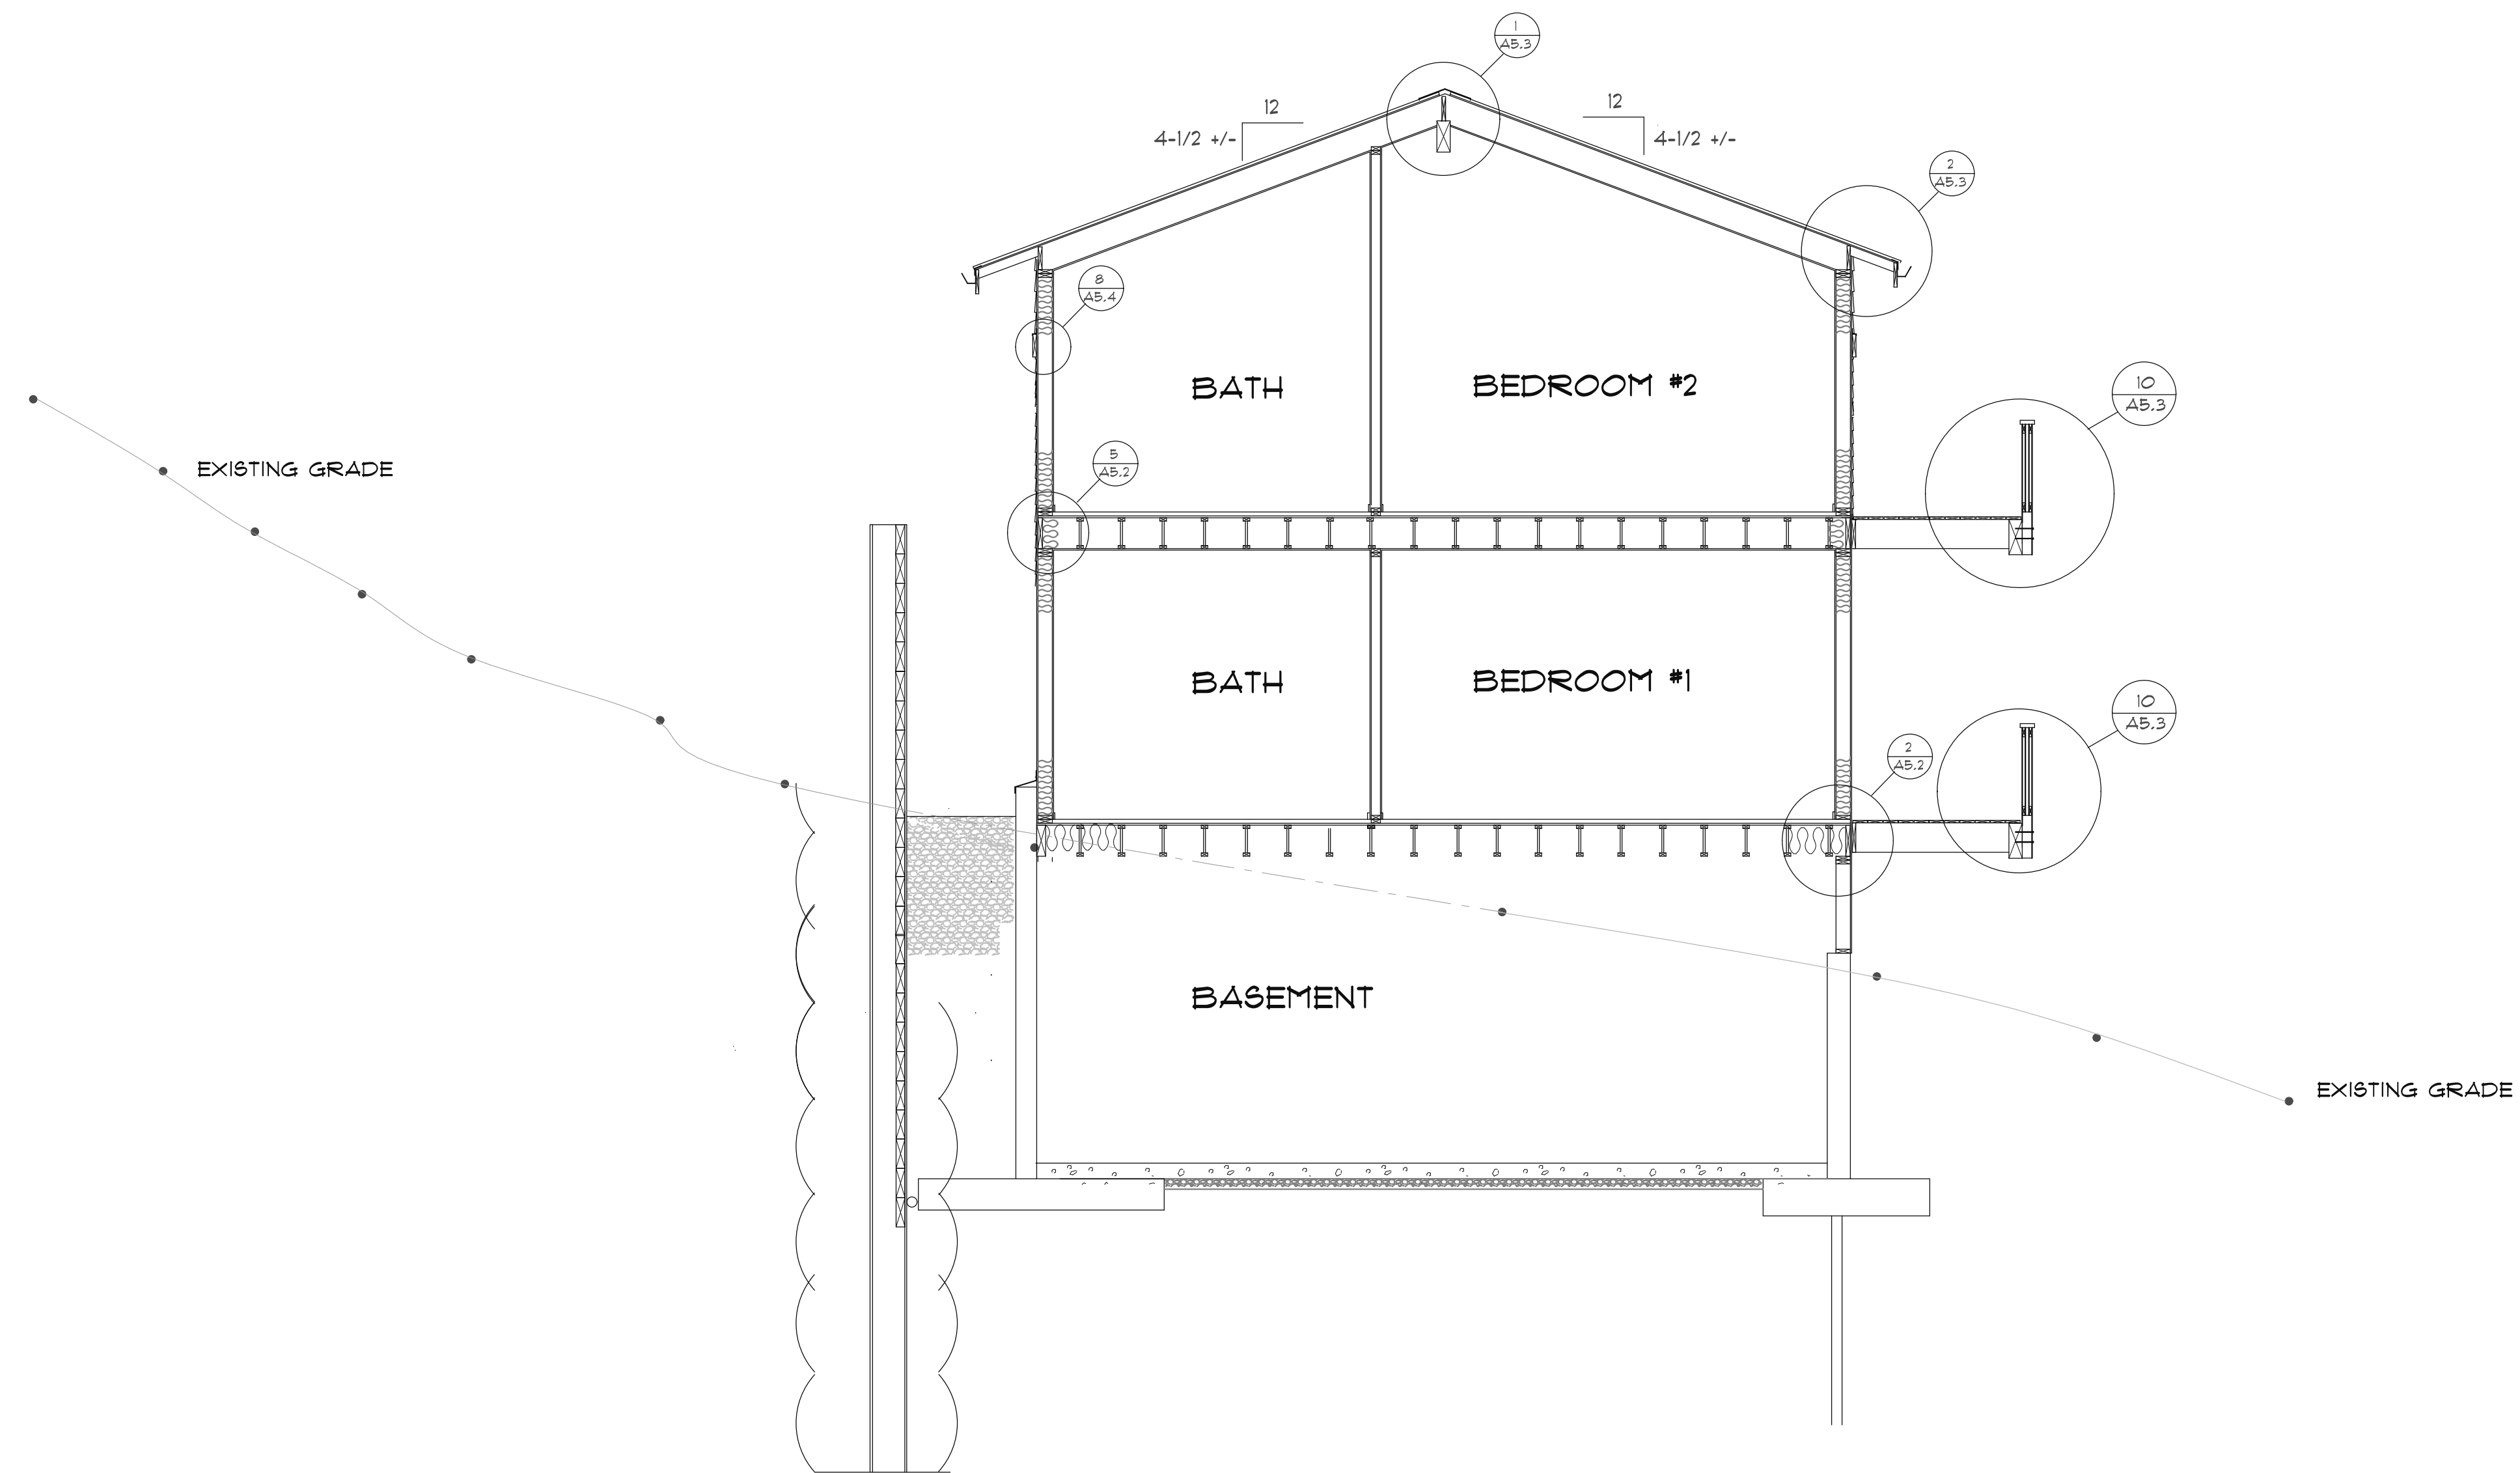 1
A5.3
12
12
4-1/2 +/-
4-1/2 +/-
2
A5.3
8
A5.4
BATH
BEDROOM #2
10
A5.3
EXISTING GRADE
5
A5.2
BATH
BEDROOM #1
10
A5.3
2
A5.2
BASEMENT
EXISTING GRADE